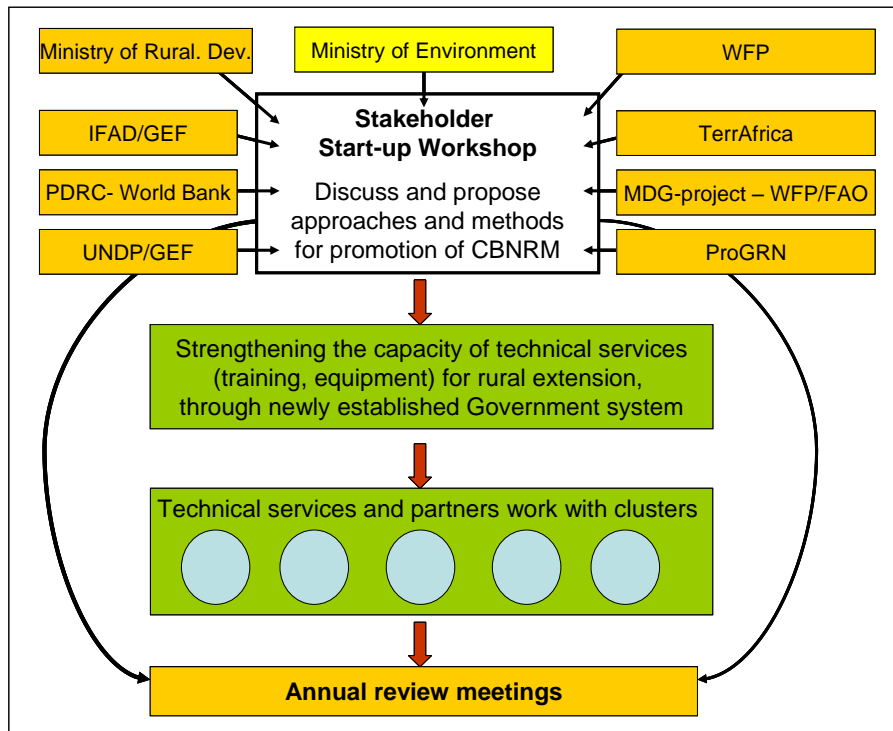 Ministry of Rural. Dev.
Ministry of Environment
WFP
IFAD/GEF
TerrAfrica
PDRC- World Bank
MDG-project – WFP/FAO
UNDP/GEF
ProGRN
Stakeholder
Start-up Workshop
Discuss and propose
approaches and methods
for promotion of CBNRM
Strengthening the capacity of technical services
(training, equipment) for rural extension,
through newly established Government system
Technical services and partners work with clusters
Annual review meetings